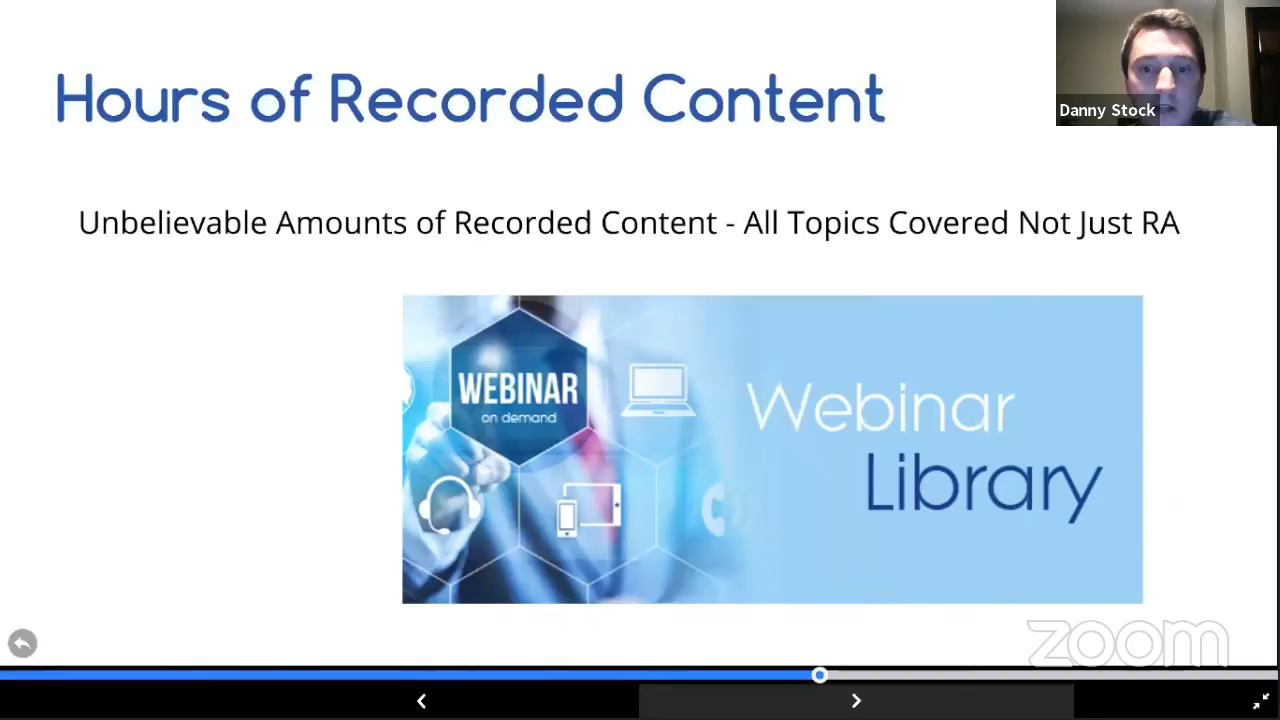 Hours of Recorded Content
Danny Stock
Unbelievable Amounts of Recorded Content - All Topics Covered Not Just RA
WEBINAR
on demand
Webinar
Library
zoom